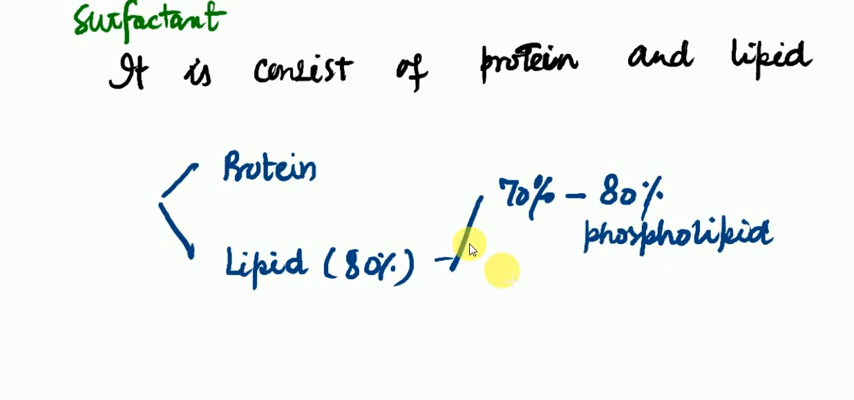 Surfactant
It is consist of protein and lipid
Protein
70% - 80%
phospholipid
Lipid (80%)